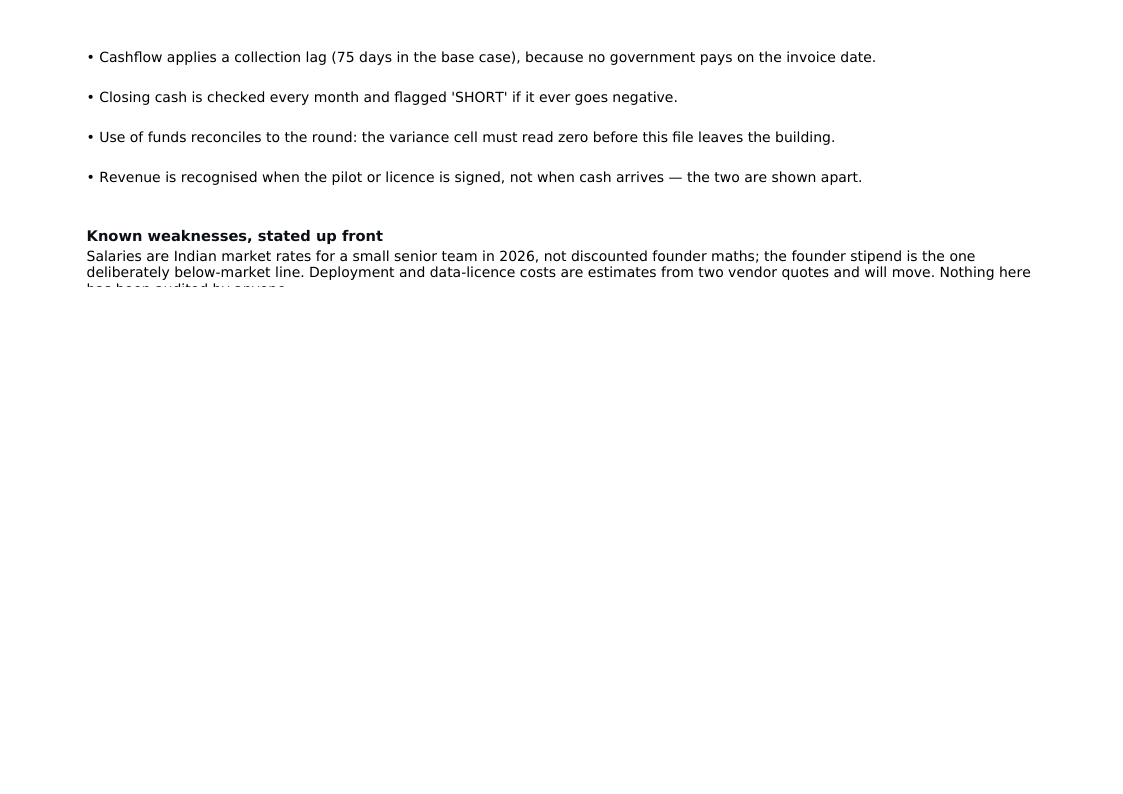 • Cashflow applies a collection lag (75 days in the base case), because no government pays on the invoice date.
• Closing cash is checked every month and flagged 'SHORT' if it ever goes negative.
• Use of funds reconciles to the round: the variance cell must read zero before this file leaves the building.
• Revenue is recognised when the pilot or licence is signed, not when cash arrives — the two are shown apart.
Known weaknesses, stated up front
Salaries are Indian market rates for a small senior team in 2026, not discounted founder maths; the founder stipend is the one
deliberately below-market line. Deployment and data-licence costs are estimates from two vendor quotes and will move. Nothing here
has been audited by anyone.